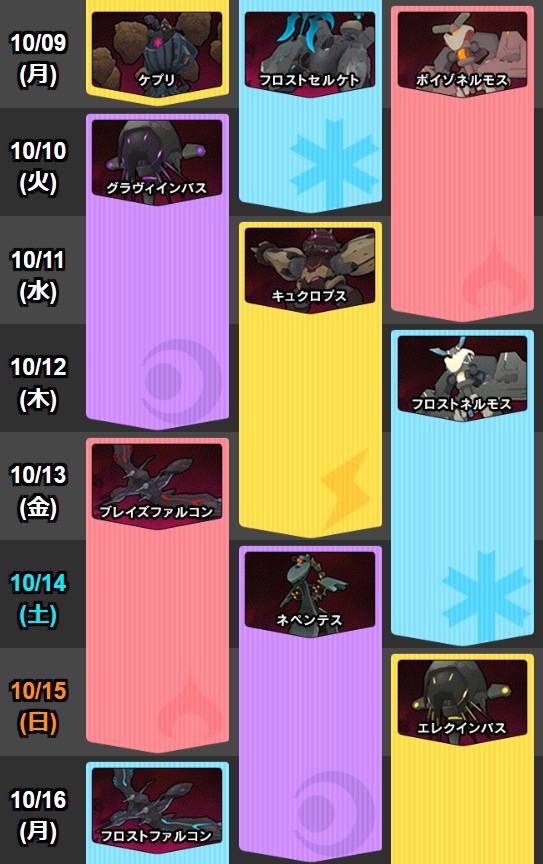 10/09
(月)
ケプリ
フロストセルケト
ポイゾネルモス
10/10
(火)
グラヴィインバス
10/11
(水)
キュクロプス
10/12
(木)
フロストネルモス
10/13
(金)
ブレイズファルコン
10/14
(土)
ネペンテス
10/15
(日)
エレクインバス
10/16
(月)
フロストファルコン